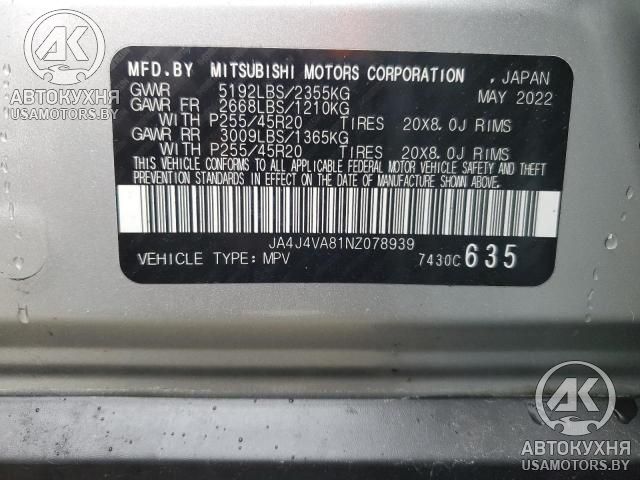 MFD.BY MITSUBISHI MOTORS CORPORATION , JAPAN
GVWR 5192LBS/2355KG MAY 2022
GAWR FR 2668LBS/1210KG
WITH P255/45R20 TIRES 20X8.0J RIMS
GAWR RR 3009LBS/1365KG
WITH P255/45R20 TIRES 20X8.0J RIMS
THIS VEHICLE CONFORMS TO ALL APPLICABLE FEDERAL MOTOR VEHICLE SAFETY AND THEFT
PREVENTION STANDARDS IN EFFECT ON THE DATE OF MANUFACTURE SHOWN ABOVE.
JA4J4VA81NZ078939
VEHICLE TYPE:MPV 7430C 635
АК
АВТОКУХНЯ
USAMOTORS.BY
АК
АВТОКУХНЯ
USAMOTORS.BY